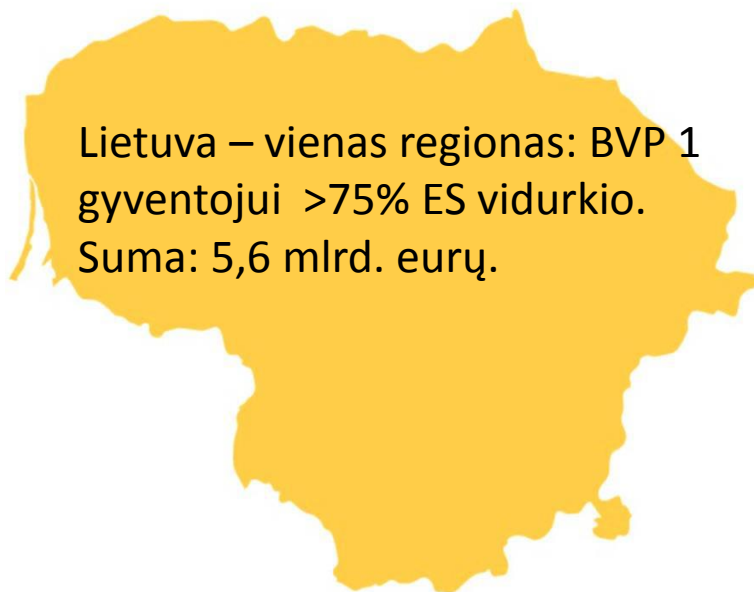 Lietuva – vienas regionas: BVP 1
gyventojui >75% ES vidurkio.
Suma: 5,6 mlrd. eurų.